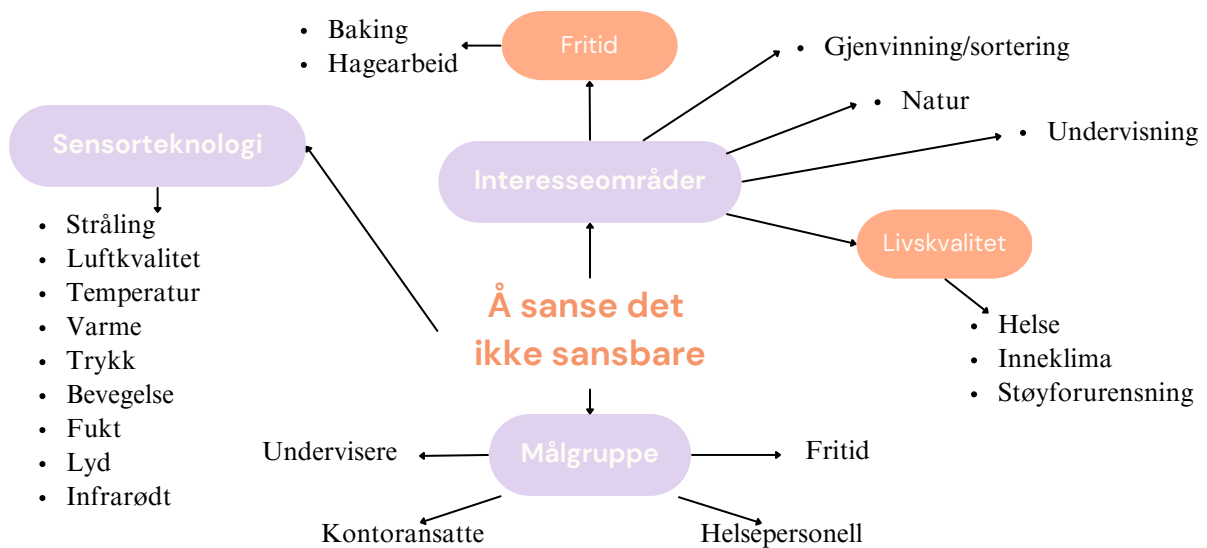 • Baking
• Hagearbeid
Fritid
• Gjenvinning/sortering
• Natur
• Undervisning
Sensorteknologi
Interesseområder
• Stråling
• Luftkvalitet
• Temperatur
• Varme
• Trykk
• Bevegelse
• Fukt
• Lyd
• Infrarødt
Livskvalitet
• Helse
• Inneklima
• Støyforurensning
Å sanse det
ikke sansbare
Målgruppe
Undervisere
Fritid
Kontoransatte
Helsepersonell